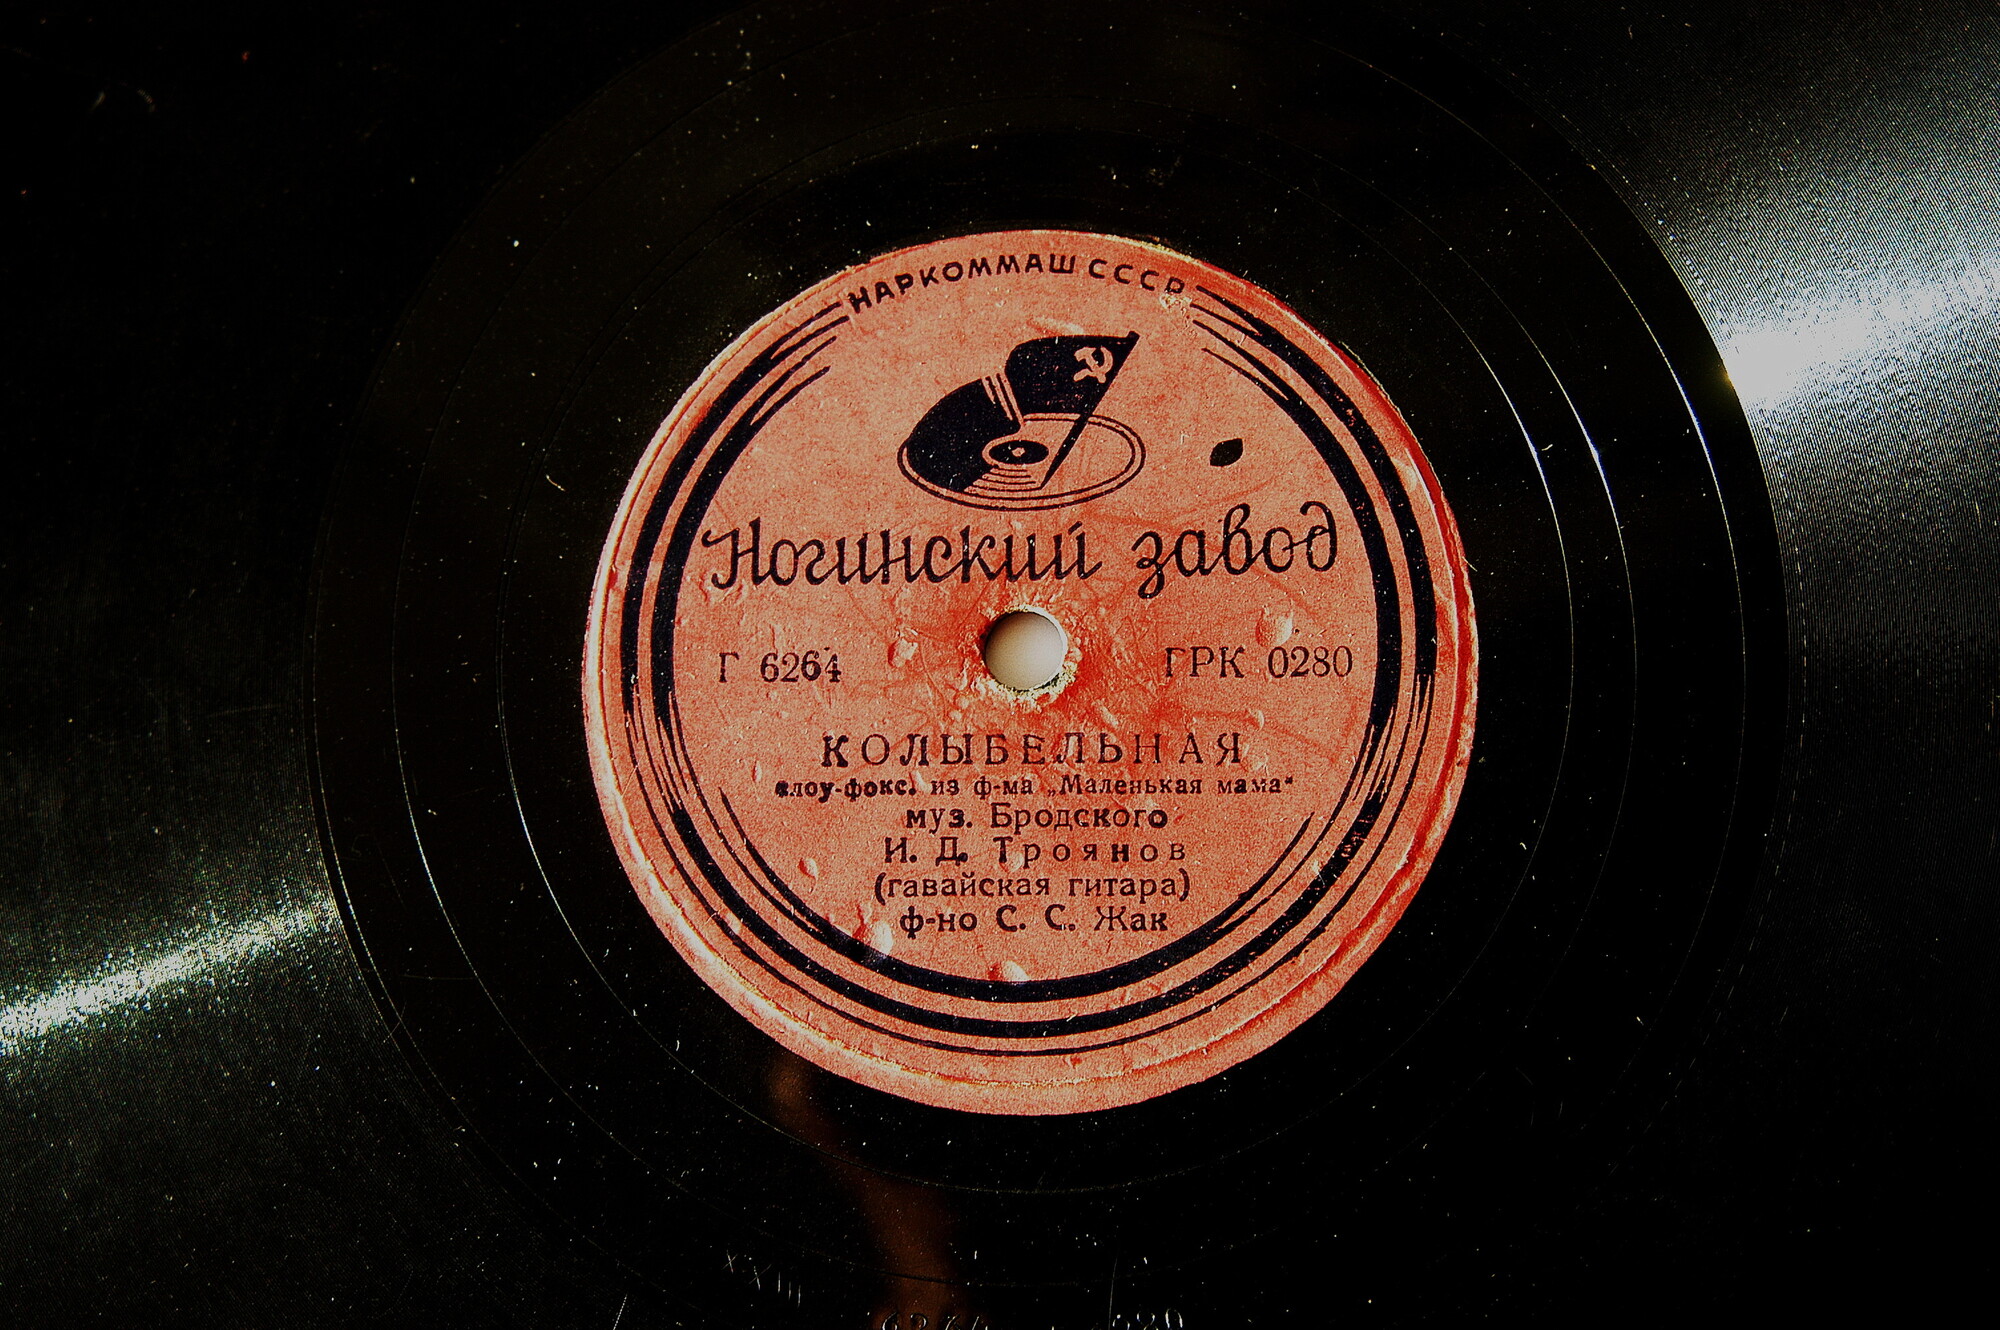 НАРКОММАШ СССР
Ногинский завод
Г 6264 ГРК 0280
КОЛЫБЕЛЬНАЯ
слоу-фокс. из ф-ма „Маленькая мама“
муз. Бродского
И. Д. Троянов
(гавайская гитара)
ф-но С. С. Жак